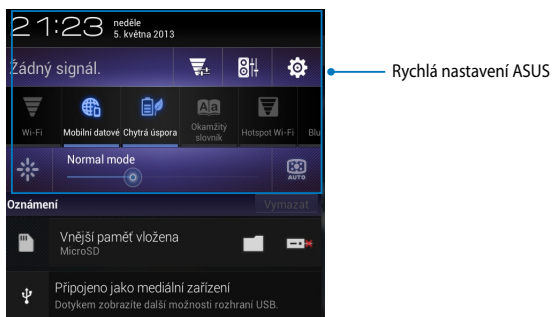 21:23 neděle
5. května 2013
Žádný signál.
Rychlá nastavení ASUS
Wi-Fi Mobilní datové Chytrá úspora Okamžitý slovník Hotspot Wi-Fi Blu
Normal mode
AUTO
Oznámení Vymazat
Vnější paměť vložena
MicroSD
Připojeno jako mediální zařízení
Dotykem zobrazíte další možnosti rozhraní USB.